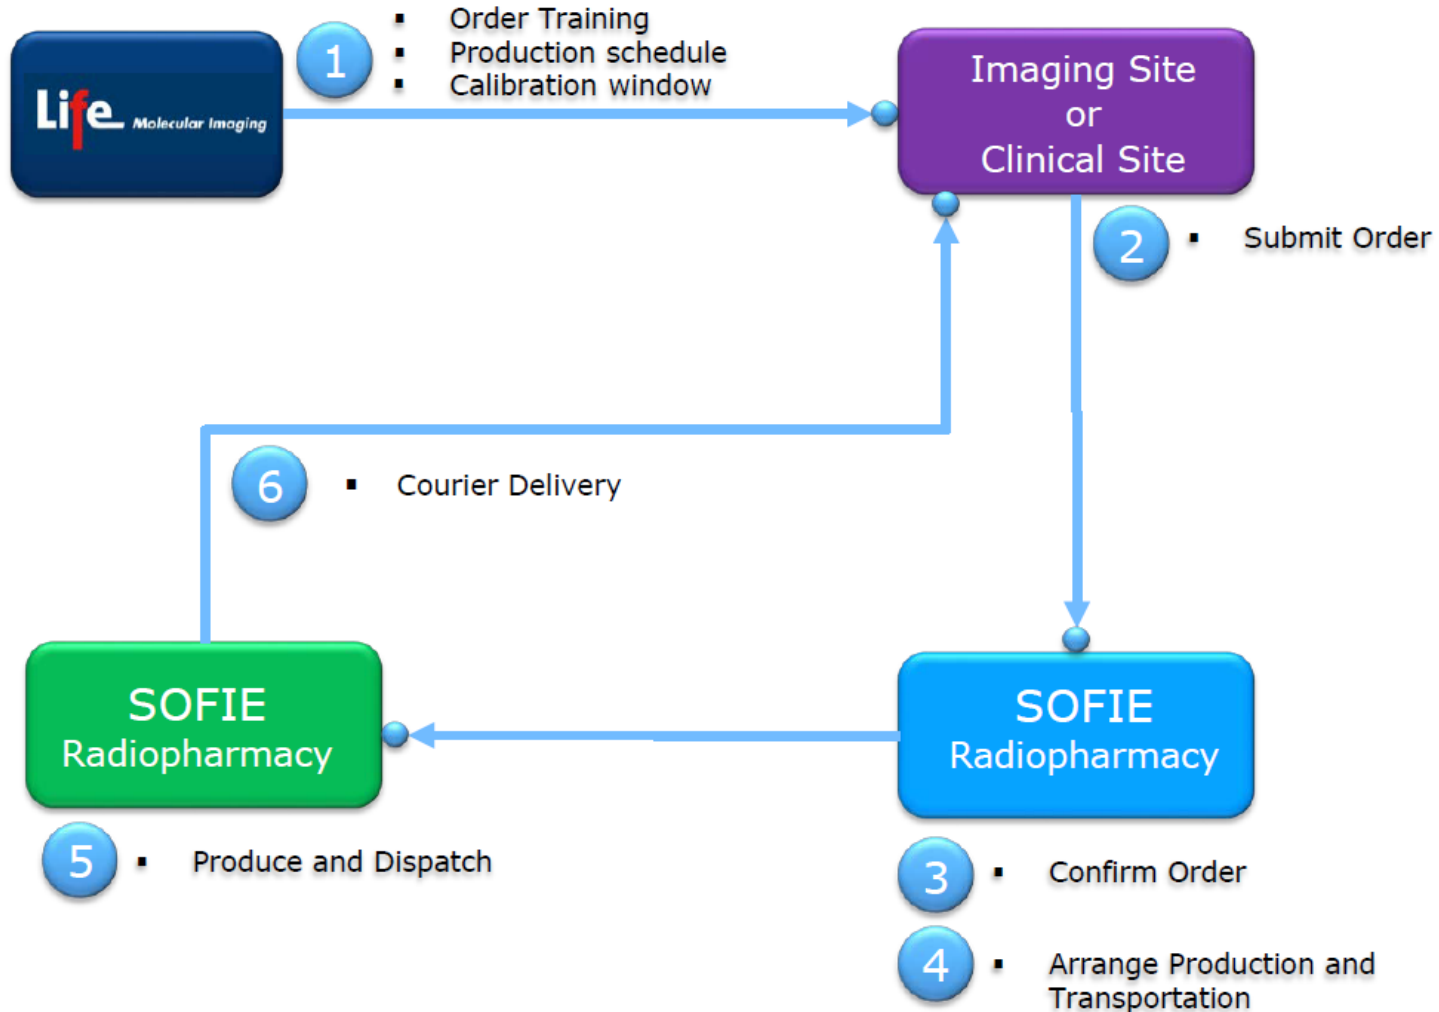 1
▪ Order Training
▪ Production schedule
▪ Calibration window
Life Molecular Imaging
Imaging Site
or
Clinical Site
2 ▪ Submit Order
6 ▪ Courier Delivery
SOFIE
Radiopharmacy
SOFIE
Radiopharmacy
5 ▪ Produce and Dispatch
3 ▪ Confirm Order
4 ▪ Arrange Production and
Transportation